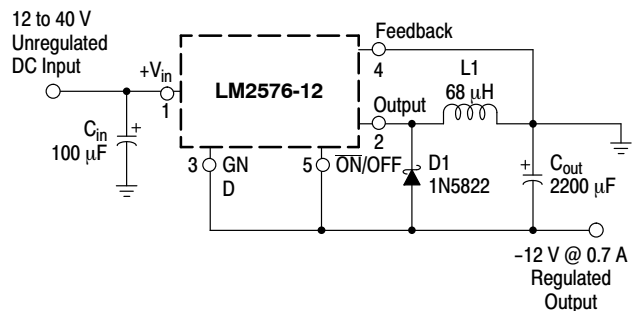 12 to 40 V
Unregulated
DC Input
+Vin
1
Cin
100 μF
+
LM2576-12
Feedback
4
Output
2
L1
68 μH
3 GN
D
5 ON/OFF
D1
1N5822
+
Cout
2200 μF
–12 V @ 0.7 A
Regulated
Output